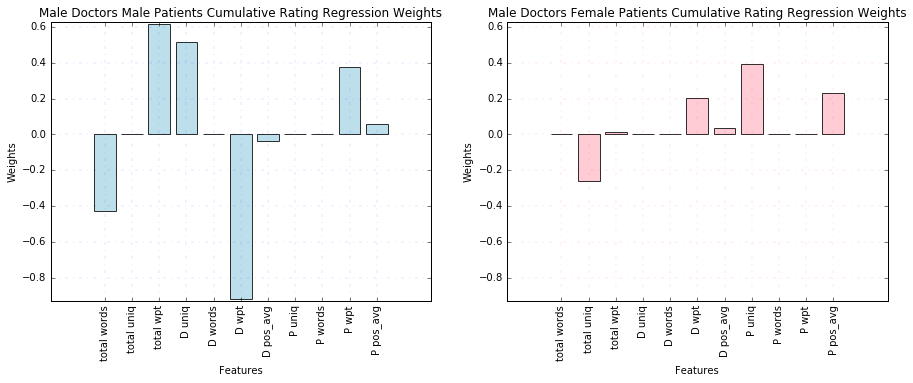 Male Doctors Male Patients Cumulative Rating Regression Weights
0.6
0.4
0.2
0.0
−0.2
−0.4
−0.6
−0.8
Weights
total words
total uniq
total wpt
D uniq
D words
D wpt
D pos_avg
P uniq
P words
P wpt
P pos_avg
Features
Male Doctors Female Patients Cumulative Rating Regression Weights
0.6
0.4
0.2
0.0
−0.2
−0.4
−0.6
−0.8
Weights
total words
total uniq
total wpt
D uniq
D words
D wpt
D pos_avg
P uniq
P words
P wpt
P pos_avg
Features